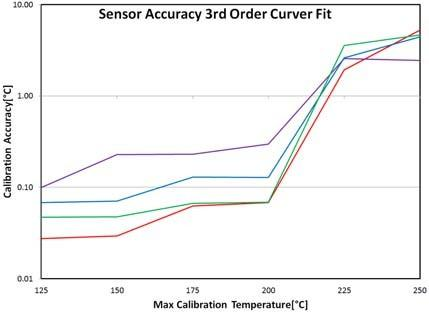 Sensor Accuracy 3rd Order Curver Fit
10.00
1.00
0.10
0.01
Calibration Accuracy[°C]
125 150 175 200 225 250
Max Calibration Temperature[°C]